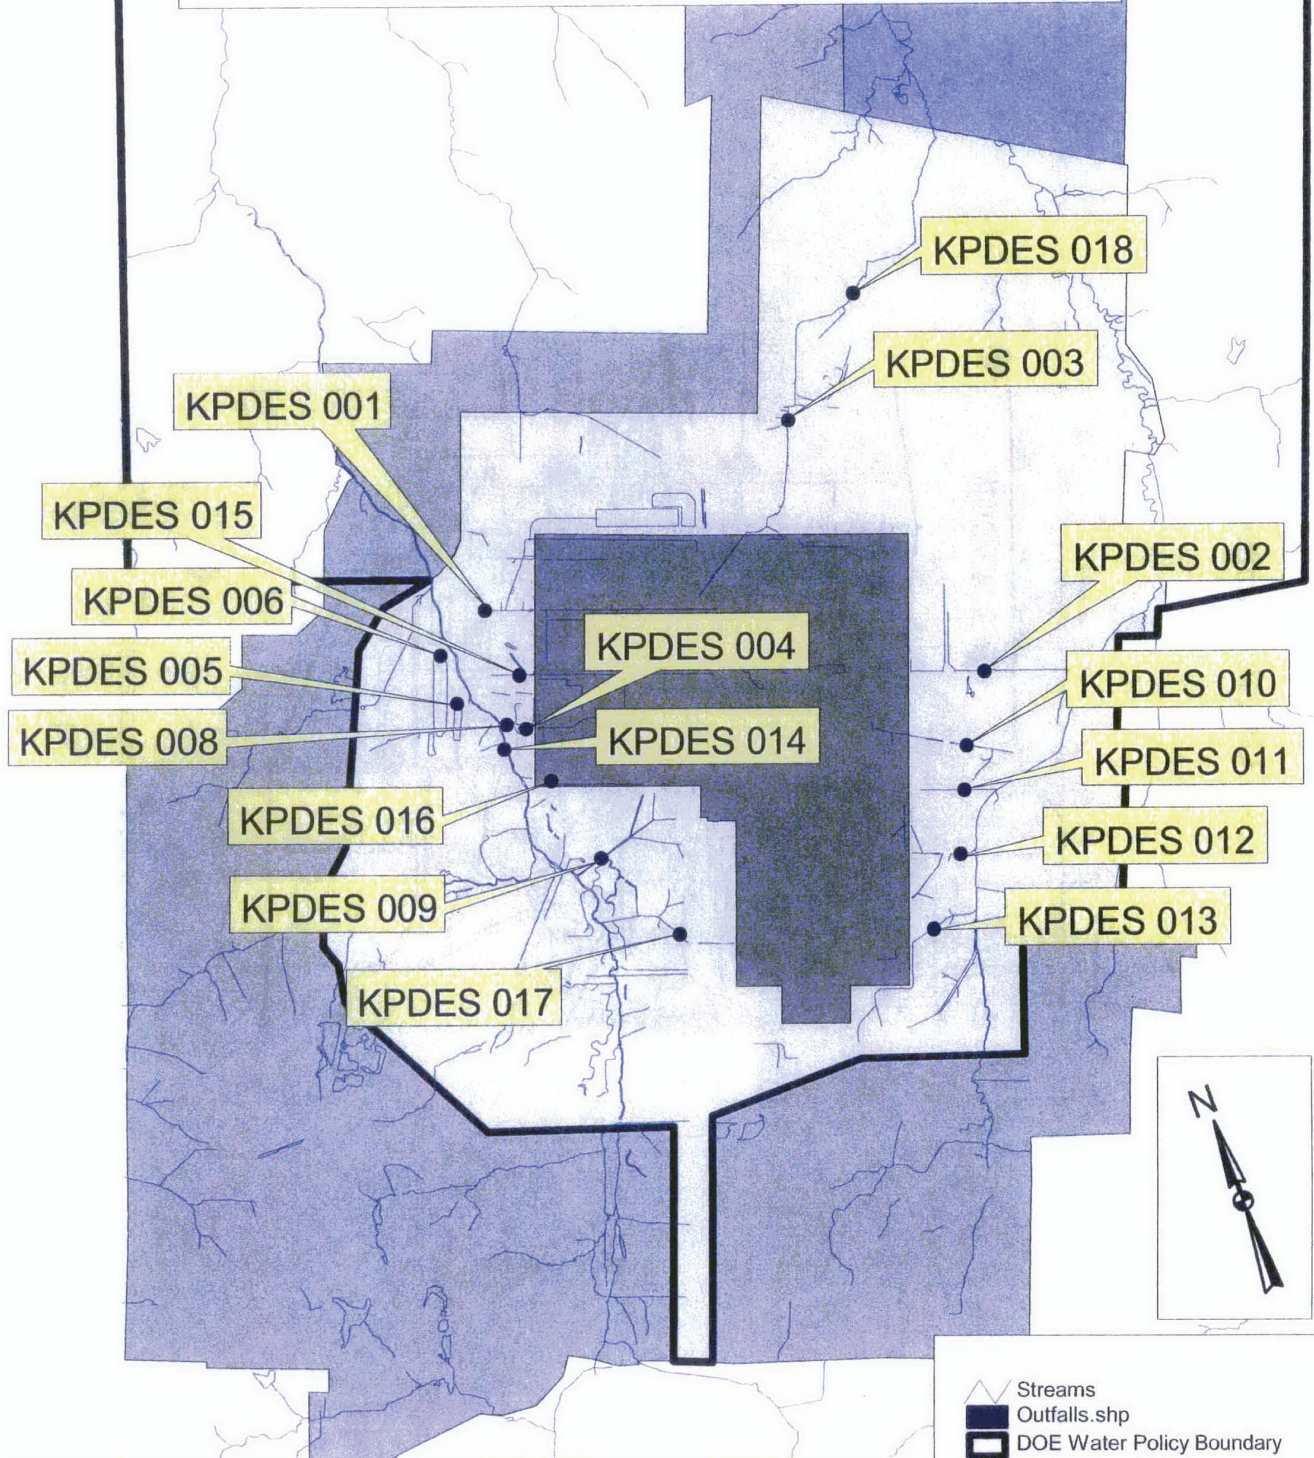 KPDES 018
KPDES 003
KPDES 001
KPDES 015
KPDES 002
KPDES 006
KPDES 004
KPDES 005
KPDES 010
KPDES 008
KPDES 014
KPDES 011
KPDES 016
KPDES 012
KPDES 009
KPDES 013
KPDES 017
N
Streams
Outfalls.shp
DOE Water Policy Boundary